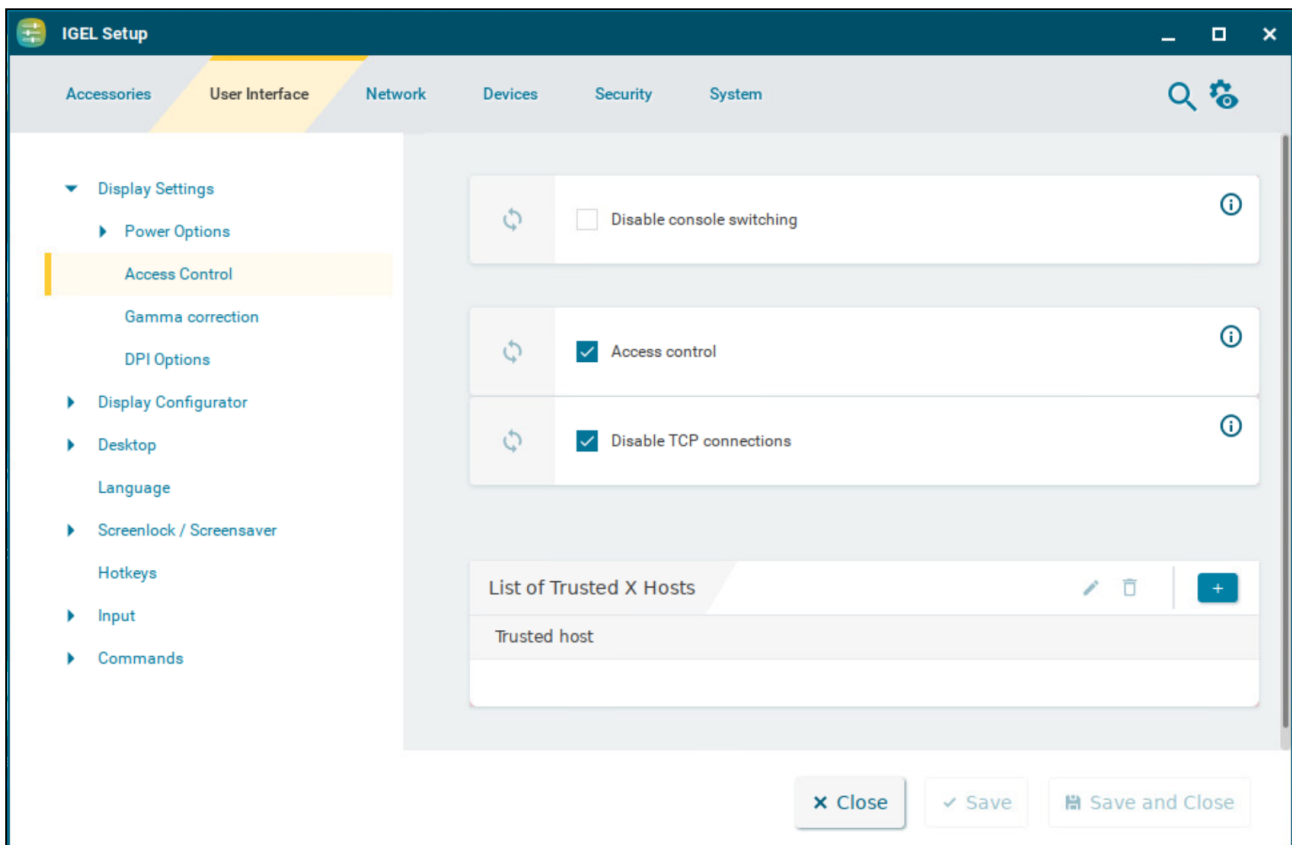 IGEL Setup
Accessories User Interface Network Devices Security System
Display Settings
Power Options
Access Control
Gamma correction
DPI Options
Display Configurator
Desktop
Language
Screenlock / Screensaver
Hotkeys
Input
Commands
Disable console switching
Access control
Disable TCP connections
List of Trusted X Hosts
Trusted host
Close Save Save and Close